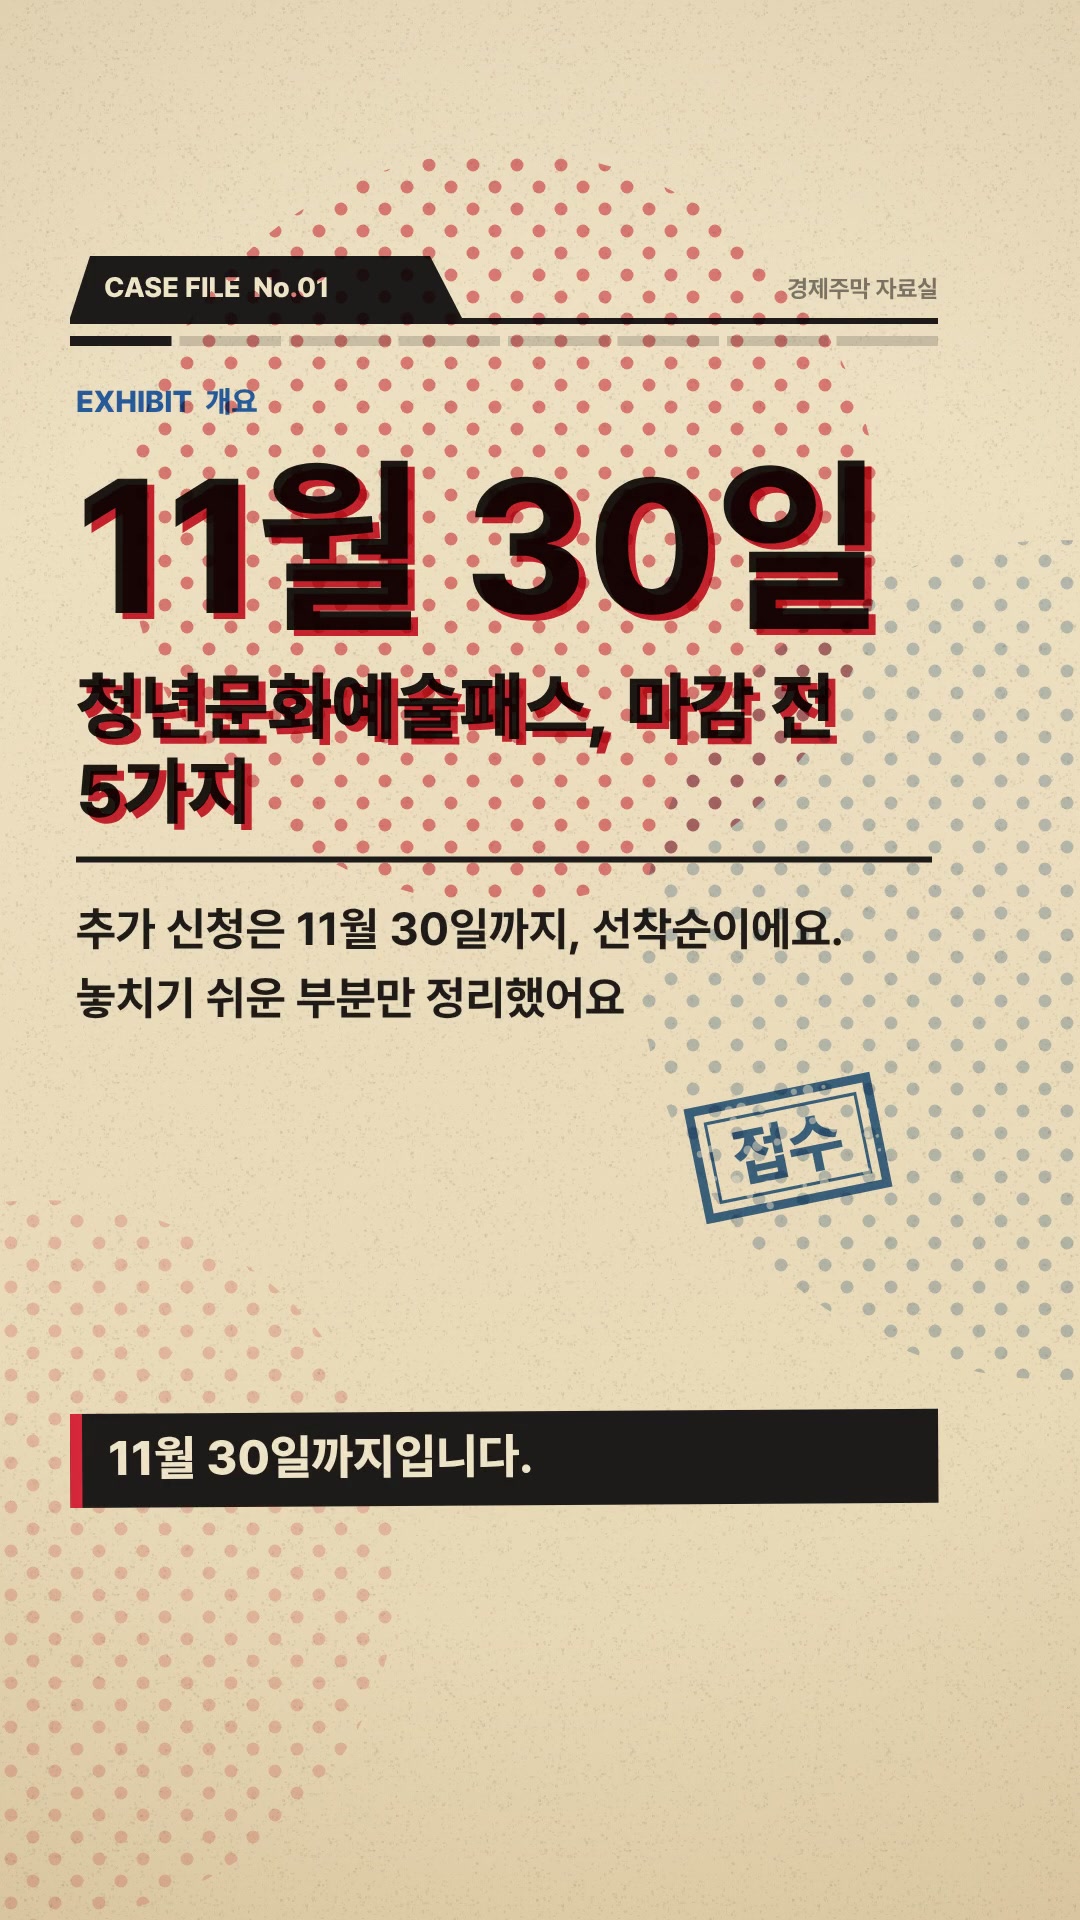 CASE FILE No.01
경제주막 자료실
EXHIBIT 개요
11월 30일
청년문화예술패스, 마감 전
5가지
추가 신청은 11월 30일까지, 선착순이에요.
놓치기 쉬운 부분만 정리했어요
접수
11월 30일까지입니다.